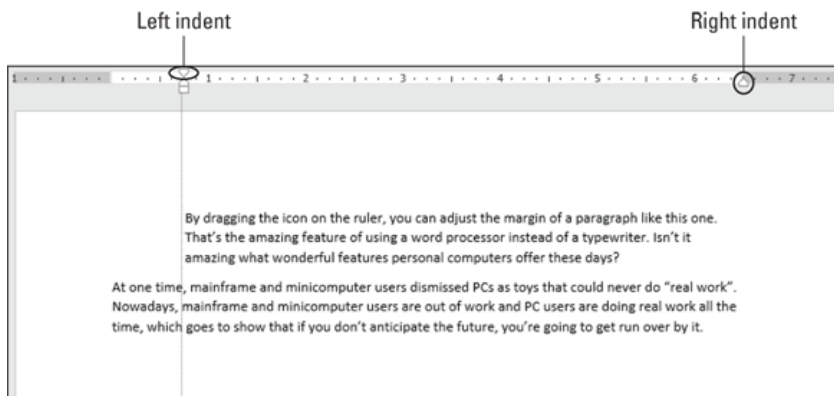 Left indent Right indent
1 1 2 3 4 5 6 7
By dragging the icon on the ruler, you can adjust the margin of a paragraph like this one.
That’s the amazing feature of using a word processor instead of a typewriter. Isn’t it
amazing what wonderful features personal computers offer these days?
At one time, mainframe and minicomputer users dismissed PCs as toys that could never do “real work”.
Nowadays, mainframe and minicomputer users are out of work and PC users are doing real work all the
time, which goes to show that if you don’t anticipate the future, you’re going to get run over by it.